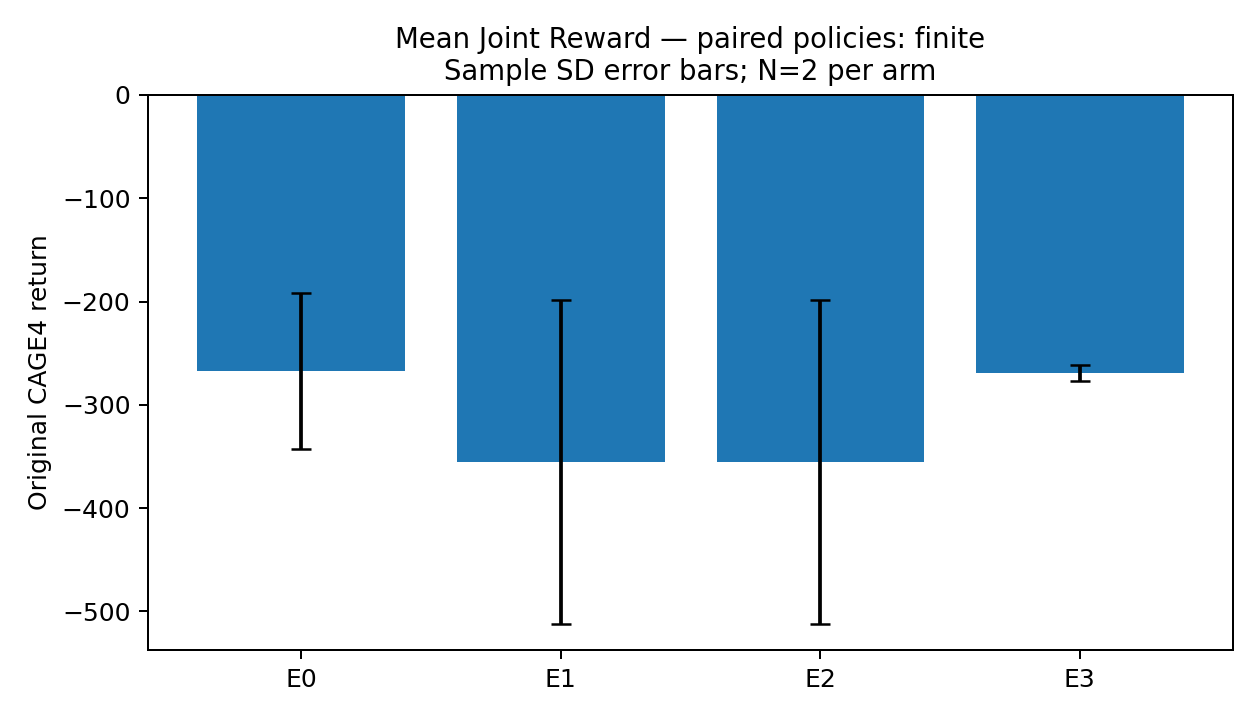 Mean Joint Reward — paired policies: finite
Sample SD error bars; N=2 per arm
Original CAGE4 return
0
−100
−200
−300
−400
−500
E0
E1
E2
E3